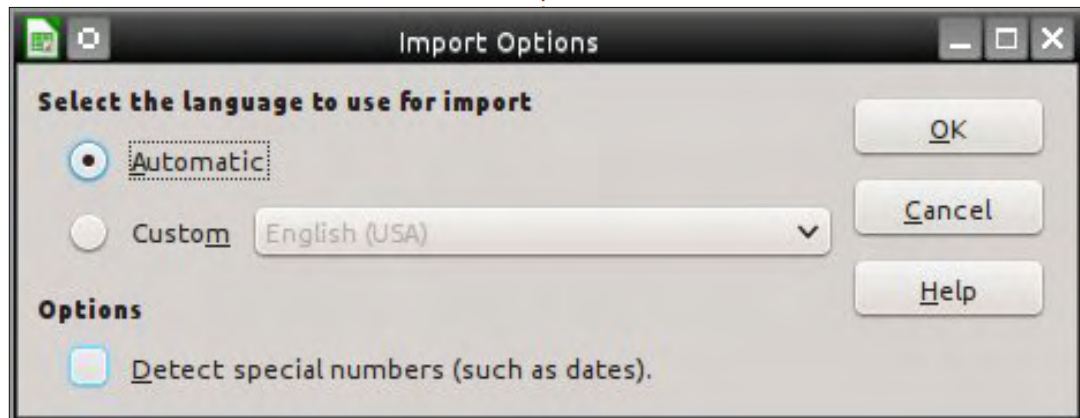 Import Options
Select the language to use for import
OK
Automatic
Cancel
Custom English (USA)
Help
Options
Detect special numbers (such as dates).